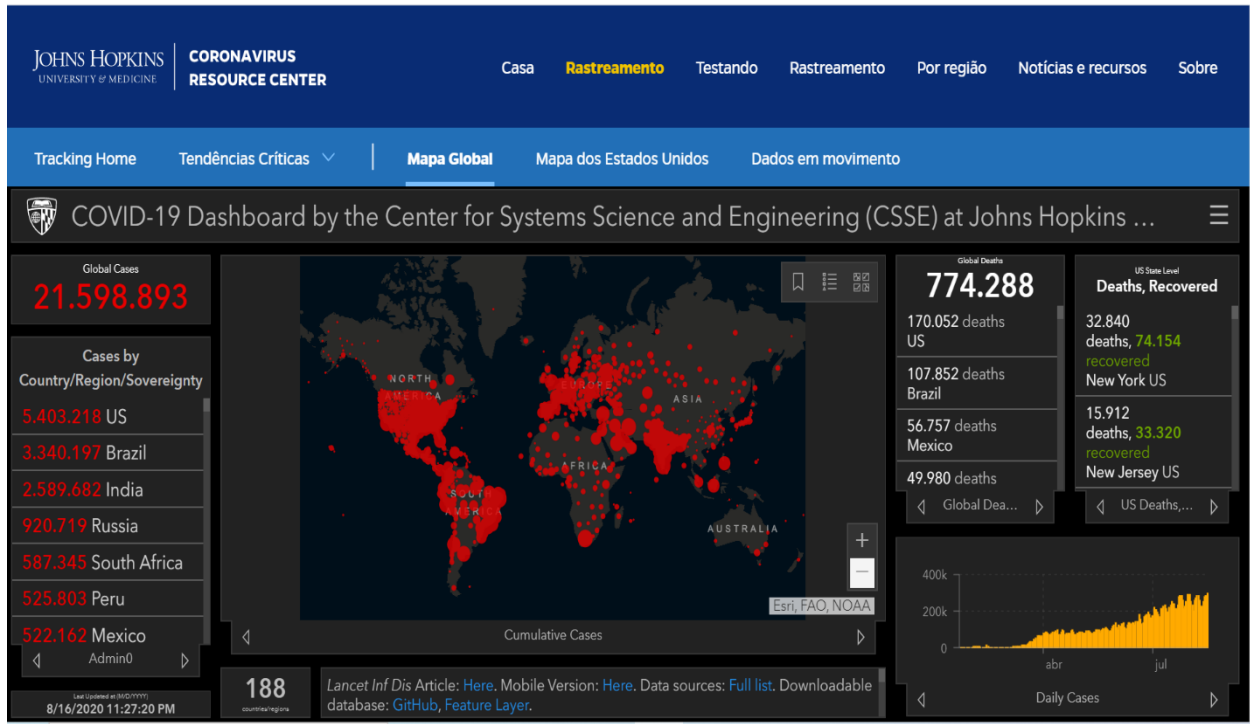 JOHNS HOPKINS
UNIVERSITY & MEDICINE
CORONAVIRUS
RESOURCE CENTER
Casa
Rastreamento
Testando
Rastreamento
Por região
Notícias e recursos
Sobre
Tracking Home
Tendências Críticas
Mapa Global
Mapa dos Estados Unidos
Dados em movimento
COVID-19 Dashboard by the Center for Systems Science and Engineering (CSSE) at Johns Hopkins ...
Global Cases
21.598.893
Cases by
Country/Region/Sovereignty
5.403.218 US
3.340.197 Brazil
2.589.682 India
920.719 Russia
587.345 South Africa
525.803 Peru
522.162 Mexico
Admin0
Last Updated at (M/D/YYYY)
8/16/2020 11:27:20 PM
NORTH
AMERICA
EUROPE
ASIA
AFRICA
SOUTH
AMERICA
AUSTRALIA
+
−
Esri, FAO, NOAA
Cumulative Cases
188
countries/regions
Lancet Inf Dis Article: Here. Mobile Version: Here. Data sources: Full list. Downloadable
database: GitHub, Feature Layer.
Global Deaths
774.288
170.052 deaths
US
107.852 deaths
Brazil
56.757 deaths
Mexico
49.980 deaths
Global Dea...
US State Level
Deaths, Recovered
32.840
deaths, 74.154
recovered
New York US
15.912
deaths, 33.320
recovered
New Jersey US
US Deaths,...
400k
200k
0
abr
jul
Daily Cases